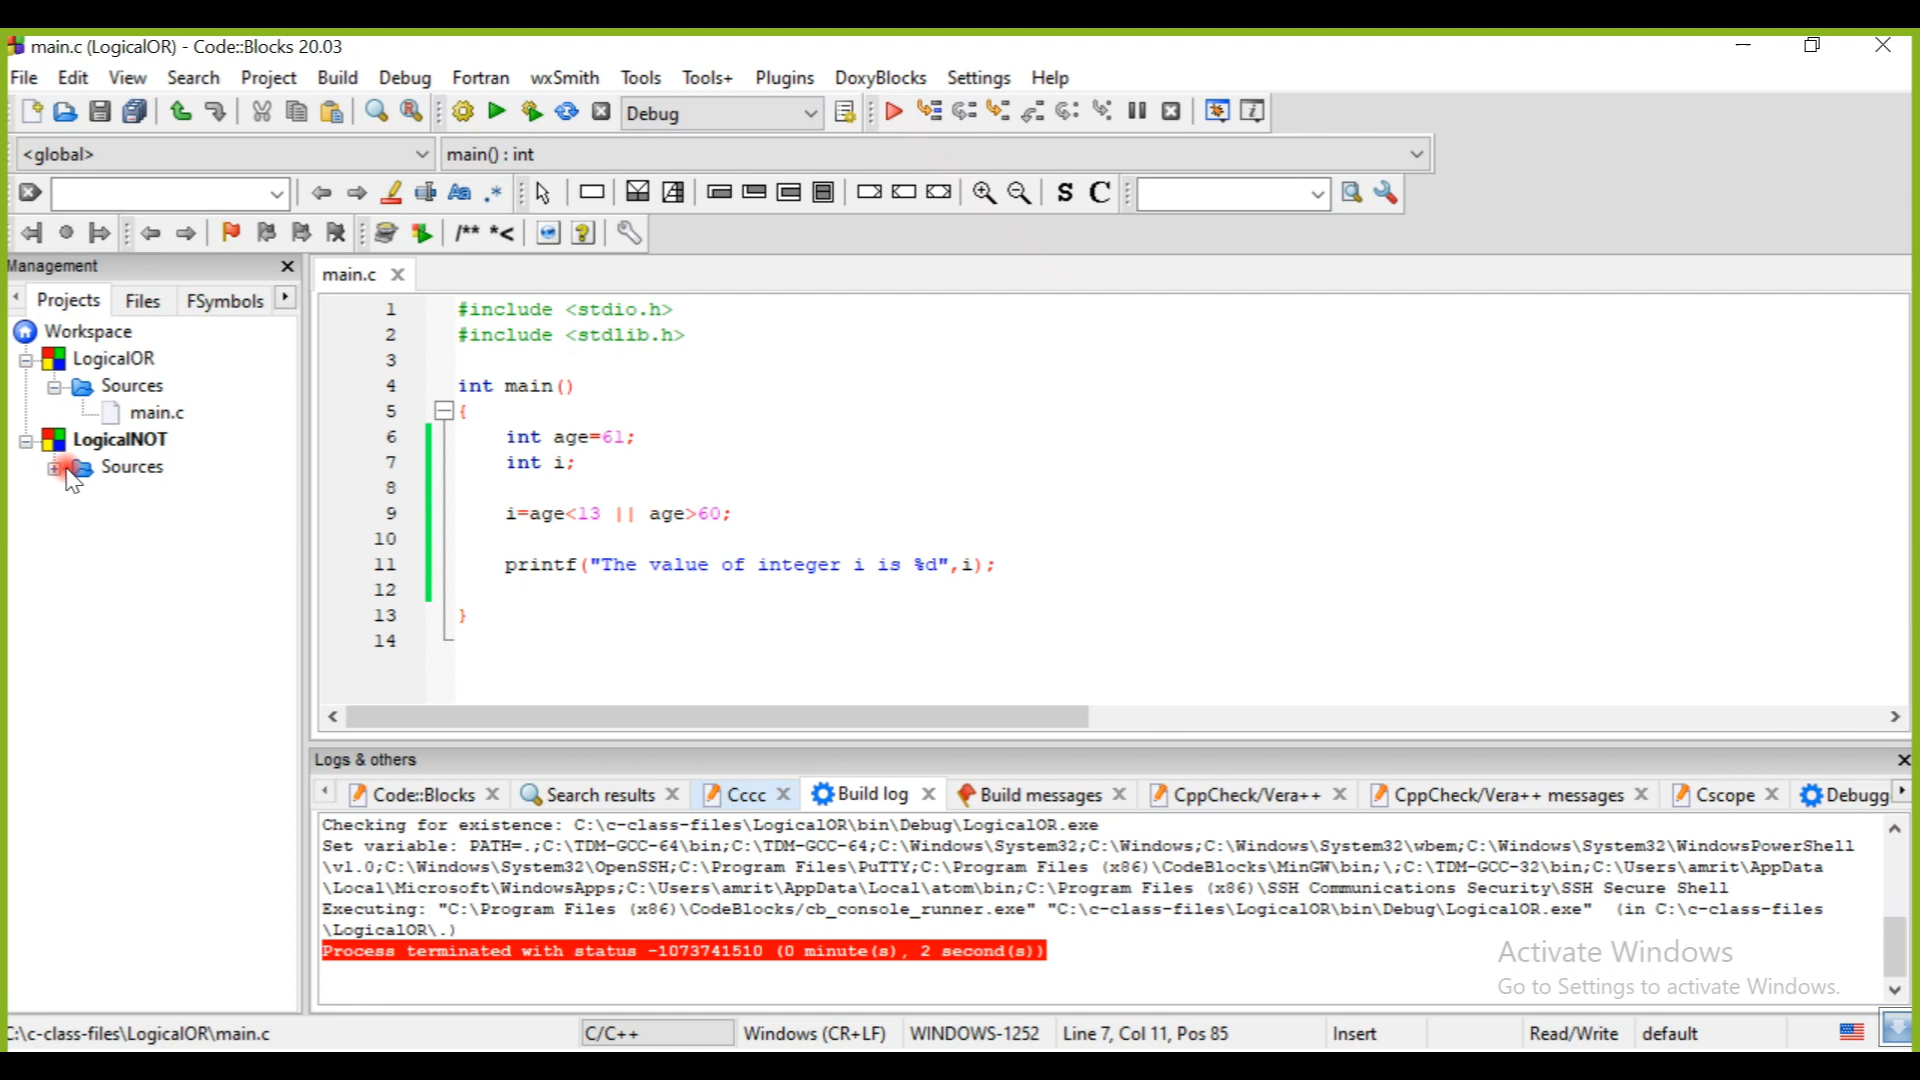 main.c (LogicalOR) - Code::Blocks 20.03
File Edit View Search Project Build Debug Fortran wxSmith Tools Tools+ Plugins DoxyBlocks Settings Help
Debug
<global> main() : int
S C
/** *<
Management
Projects Files FSymbols
Workspace
LogicalOR
Sources
main.c
LogicalNOT
Sources
main.c
1 #include <stdio.h>
2 #include <stdlib.h>
3
4 int main()
5 {
6 int age=61;
7 int i;
8
9 i=age<13 || age>60;
10
11 printf("The value of integer i is %d",i);
12
13 }
14
Logs & others
Code::Blocks Search results Cccc Build log Build messages CppCheck/Vera++ CppCheck/Vera++ messages Cscope Debugg
Checking for existence: C:\c-class-files\LogicalOR\bin\Debug\LogicalOR.exe
Set variable: PATH=.;C:\TDM-GCC-64\bin;C:\TDM-GCC-64;C:\Windows\System32;C:\Windows;C:\Windows\System32\wbem;C:\Windows\System32\WindowsPowerShell
\v1.0;C:\Windows\System32\OpenSSH;C:\Program Files\PuTTY;C:\Program Files (x86)\CodeBlocks\MinGW\bin;\;C:\TDM-GCC-32\bin;C:\Users\amrit\AppData
\Local\Microsoft\WindowsApps;C:\Users\amrit\AppData\Local\atom\bin;C:\Program Files (x86)\SSH Communications Security\SSH Secure Shell
Executing: "C:\Program Files (x86)\CodeBlocks/cb_console_runner.exe" "C:\c-class-files\LogicalOR\bin\Debug\LogicalOR.exe" (in C:\c-class-files
\LogicalOR\.)
Process terminated with status -1073741510 (0 minute(s), 2 second(s))
Activate Windows
Go to Settings to activate Windows.
C:\c-class-files\LogicalOR\main.c C/C++ Windows (CR+LF) WINDOWS-1252 Line 7, Col 11, Pos 85 Insert Read/Write default